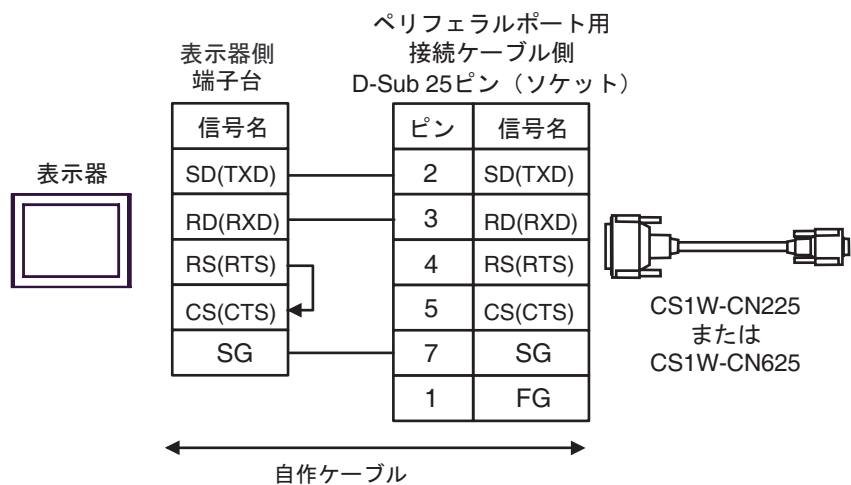 ペリフェラルポート用
接続ケーブル側
D-Sub 25ピン（ソケット）
表示器側
端子台
信号名
ピン 信号名
表示器
SD(TXD) 2 SD(TXD)
RD(RXD) 3 RD(RXD)
RS(RTS) 4 RS(RTS)
CS(CTS) 5 CS(CTS)
SG 7 SG
1 FG
CS1W-CN225
または
CS1W-CN625
自作ケーブル